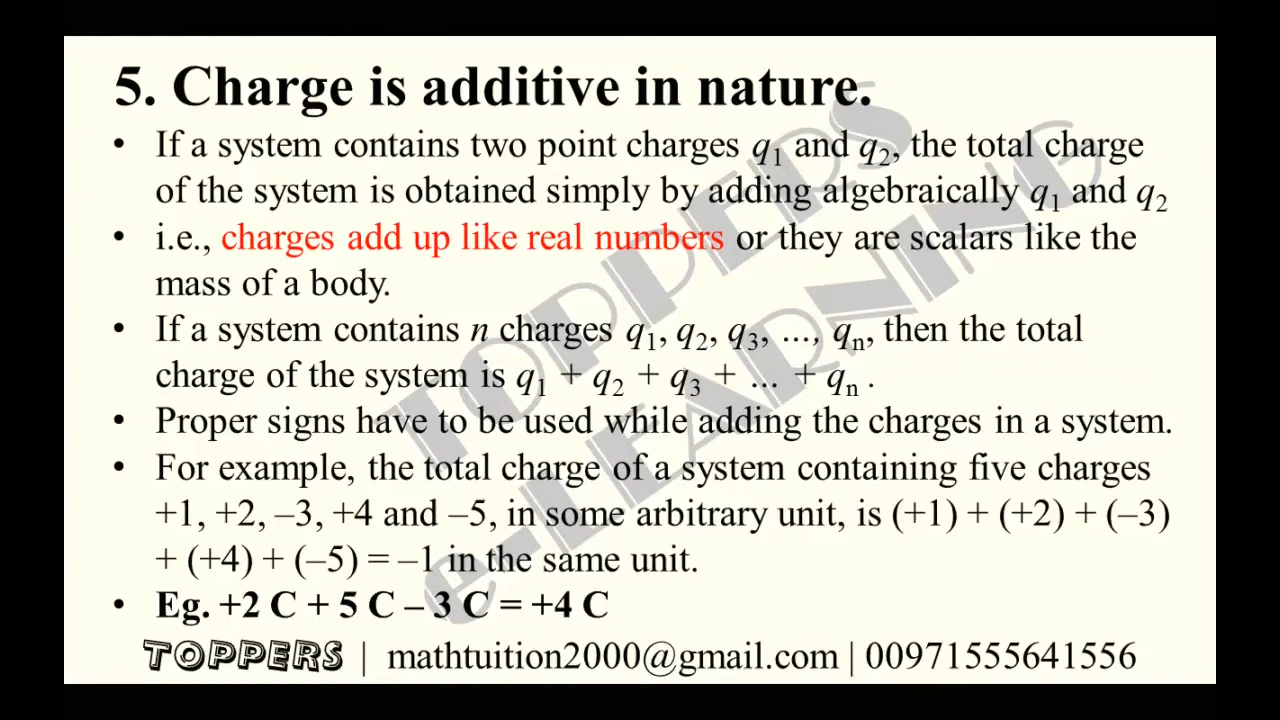 5. Charge is additive in nature.
• If a system contains two point charges q1 and q2, the total charge
of the system is obtained simply by adding algebraically q1 and q2
• i.e., charges add up like real numbers or they are scalars like the
mass of a body.
• If a system contains n charges q1, q2, q3, ..., qn, then the total
charge of the system is q1 + q2 + q3 + ... + qn .
• Proper signs have to be used while adding the charges in a system.
• For example, the total charge of a system containing five charges
+1, +2, –3, +4 and –5, in some arbitrary unit, is (+1) + (+2) + (–3)
+ (+4) + (–5) = –1 in the same unit.
• Eg. +2 C + 5 C – 3 C = +4 C
TOPPERS | mathtuition2000@gmail.com | 00971555641556
TOPPERS
e-LEARNING